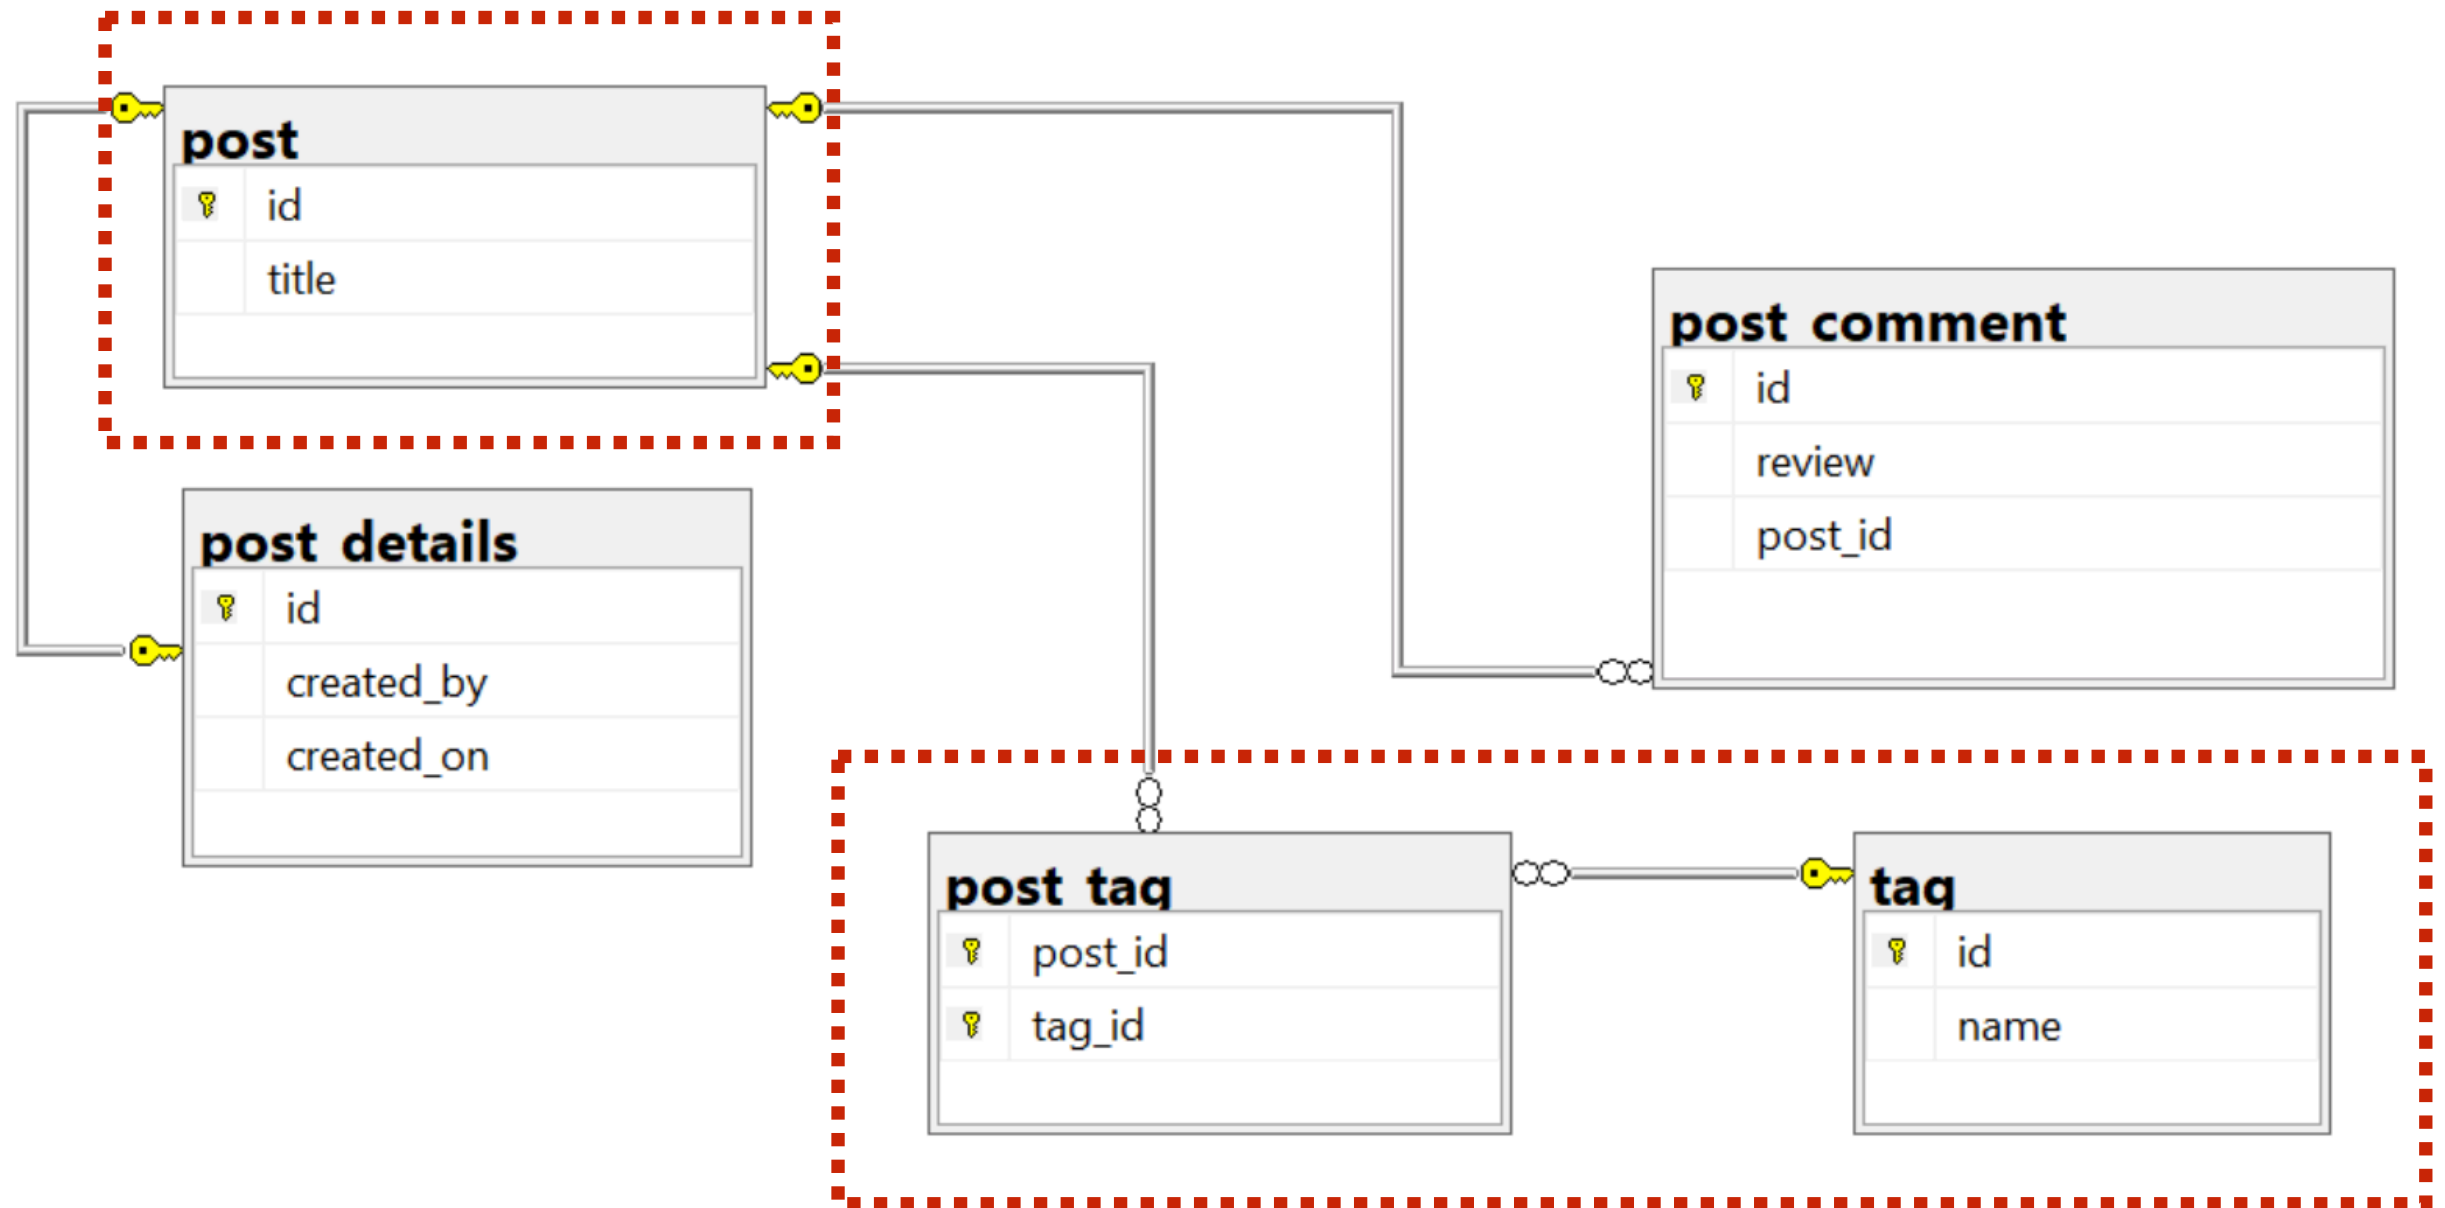 post
id
title
post_details
id
created_by
created_on
post_comment
id
review
post_id
post_tag
post_id
tag_id
tag
id
name